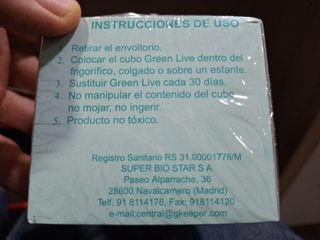 INSTRUCCIONES DE USO
1. Retirar el envoltorio.
2. Colocar el cubo Green Live dentro del
frigorífico, colgado o sobre un estante.
3. Sustituir Green Live cada 30 días.
4. No manipular el contenido del cubo,
no mojar, no ingerir.
5. Producto no tóxico.
Registro Sanitario RS 31.00001776/M
SUPER BIO STAR S A
Paseo Alparrache, 36
28600 Navalcarnero (Madrid)
Telf. 91 8114176, Fax: 918114120
e-mail:central@gkeeper.com